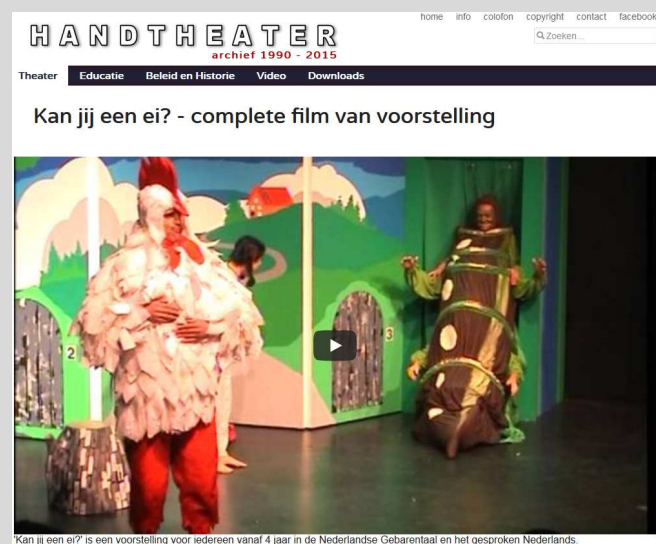 home info colofon copyright contact facebook
HANDTHEATER
archief 1990 - 2015
Zoeken...
Theater Educatie Beleid en Historie Video Downloads
Kan jij een ei? - complete film van voorstelling
2
3
'Kan jij een ei?' is een voorstelling voor iedereen vanaf 4 jaar in de Nederlandse Gebarentaal en het gesproken Nederlands.